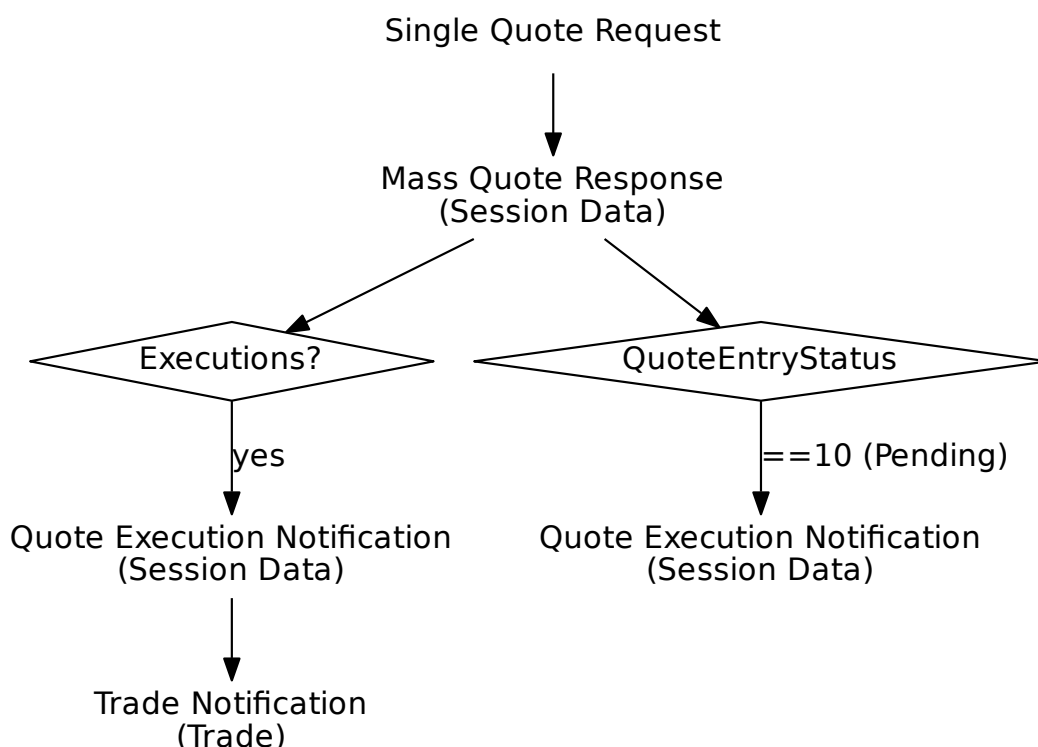 Single Quote Request
Mass Quote Response
(Session Data)
Executions?
QuoteEntryStatus
yes
==10 (Pending)
Quote Execution Notification
(Session Data)
Quote Execution Notification
(Session Data)
Trade Notification
(Trade)